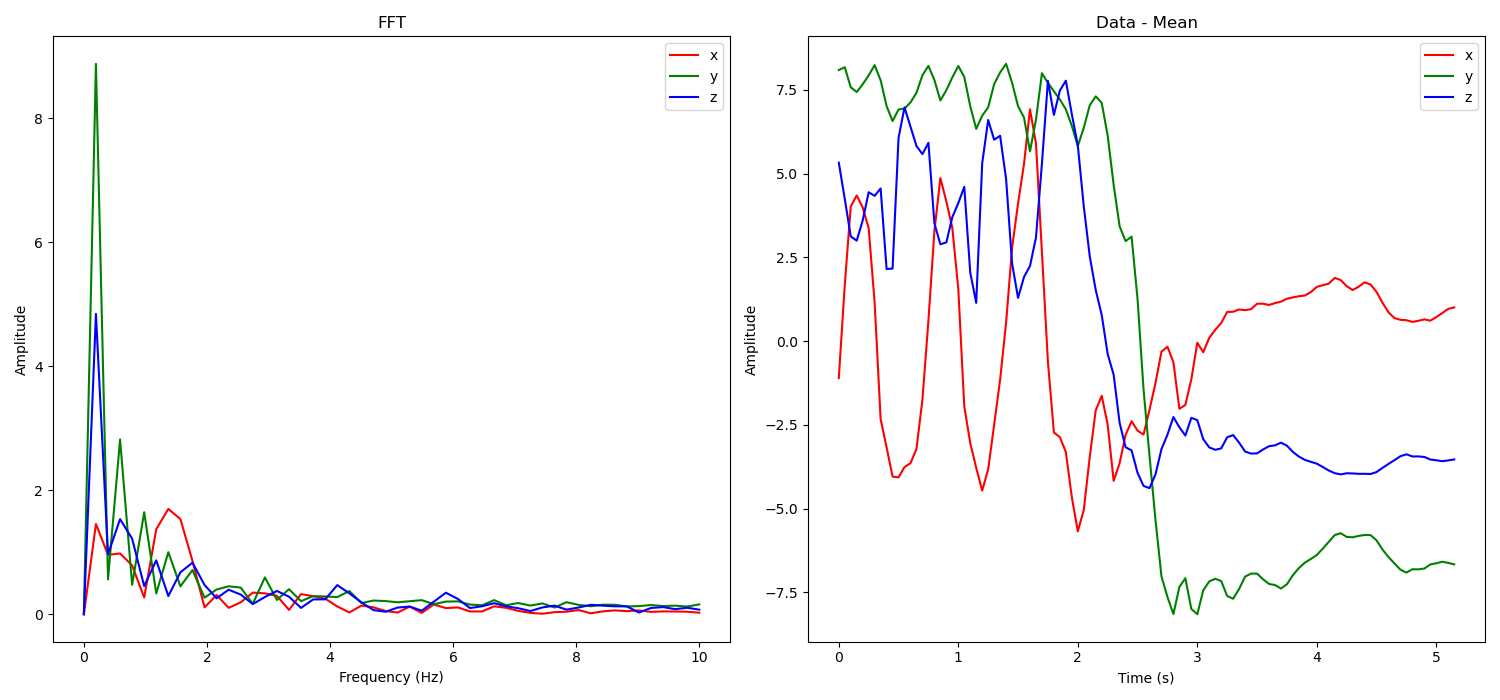 FFT
Amplitude
8
6
4
2
0
0 2 4 6 8 10
Frequency (Hz)
x
y
z
Data - Mean
Amplitude
7.5
5.0
2.5
0.0
−2.5
−5.0
−7.5
0 1 2 3 4 5
Time (s)
x
y
z